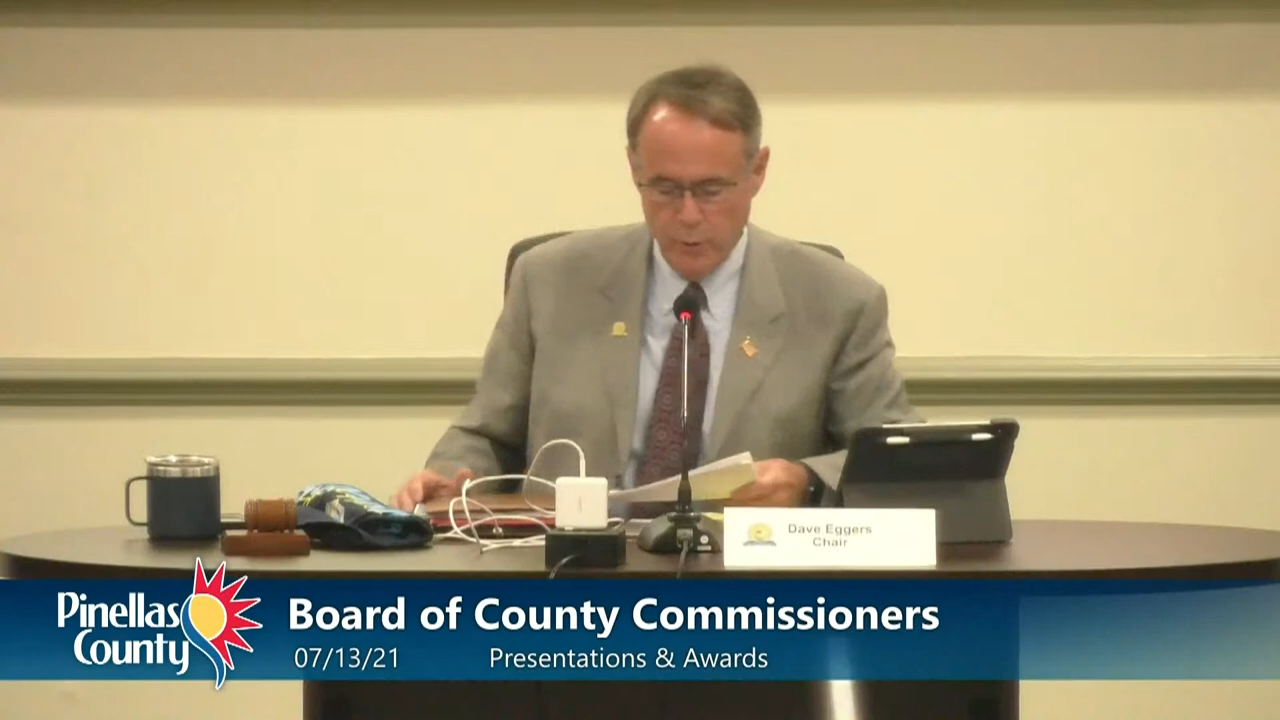 Dave Eggers
Chair
Pinellas
County
Board of County Commissioners
07/13/21
Presentations & Awards